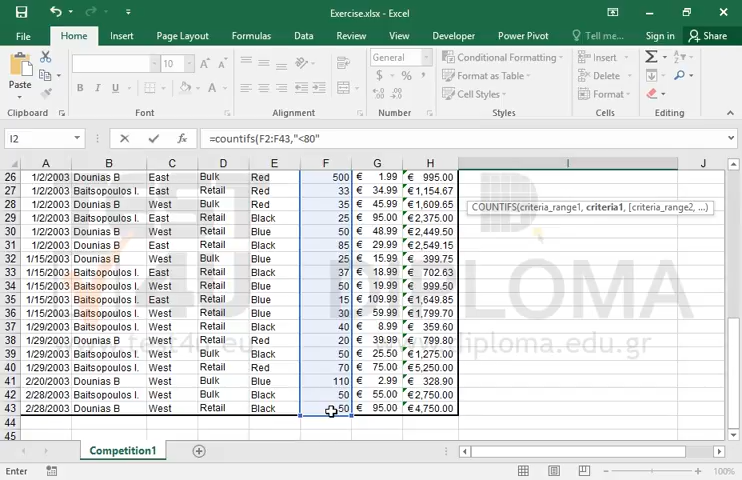 Exercise.xlsx - Excel
File Home Insert Page Layout Formulas Data Review View Developer Power Pivot Tell me... Sign in Share
Paste
10
General
Conditional Formatting
Format as Table
Cell Styles
Insert
Delete
Format
Clipboard Font Alignment Number Styles Cells Editing
I2 =countifs(F2:F43,"<80"
A B C D E F G H I J
26 1/2/2003 Dounias B East Bulk Red 500 € 1.99 € 995.00
27 1/2/2003 Baitsopoulos I. East Retail Red 33 € 34.99 € 1,154.67
28 1/2/2003 Dounias B West Bulk Red 35 € 45.99 € 1,609.65
29 1/2/2003 Baitsopoulos I. East Retail Black 25 € 95.00 € 2,375.00
30 1/2/2003 Dounias B West Retail Blue 50 € 48.99 € 2,449.50
31 1/2/2003 Dounias B East Retail Black 85 € 29.99 € 2,549.15
32 1/15/2003 Dounias B West Bulk Blue 25 € 15.99 € 399.75
33 1/15/2003 Baitsopoulos I. East Retail Black 37 € 18.99 € 702.63
34 1/15/2003 Baitsopoulos I. West Retail Blue 50 € 19.99 € 999.50
35 1/15/2003 Baitsopoulos I. East Retail Blue 15 € 109.99 € 1,649.85
36 1/15/2003 Dounias B West Retail Blue 30 € 59.99 € 1,799.70
37 1/29/2003 Baitsopoulos I. West Bulk Black 40 € 8.99 € 359.60
38 1/29/2003 Dounias B West Retail Red 20 € 39.99 € 799.80
39 1/29/2003 Baitsopoulos I. West Bulk Black 50 € 25.50 € 1,275.00
40 1/29/2003 Baitsopoulos I. West Retail Red 70 € 75.00 € 5,250.00
41 2/28/2003 Dounias B West Bulk Blue 110 € 2.99 € 328.90
42 2/28/2003 Dounias B West Bulk Black 50 € 55.00 € 2,750.00
43 2/28/2003 Dounias B West Retail Black 50 € 95.00 € 4,750.00
44
45
COUNTIFS(criteria_range1, criteria1, [criteria_range2, ...)
DIPLOMA
diploma.edu.gr
Competition1
Enter 100%